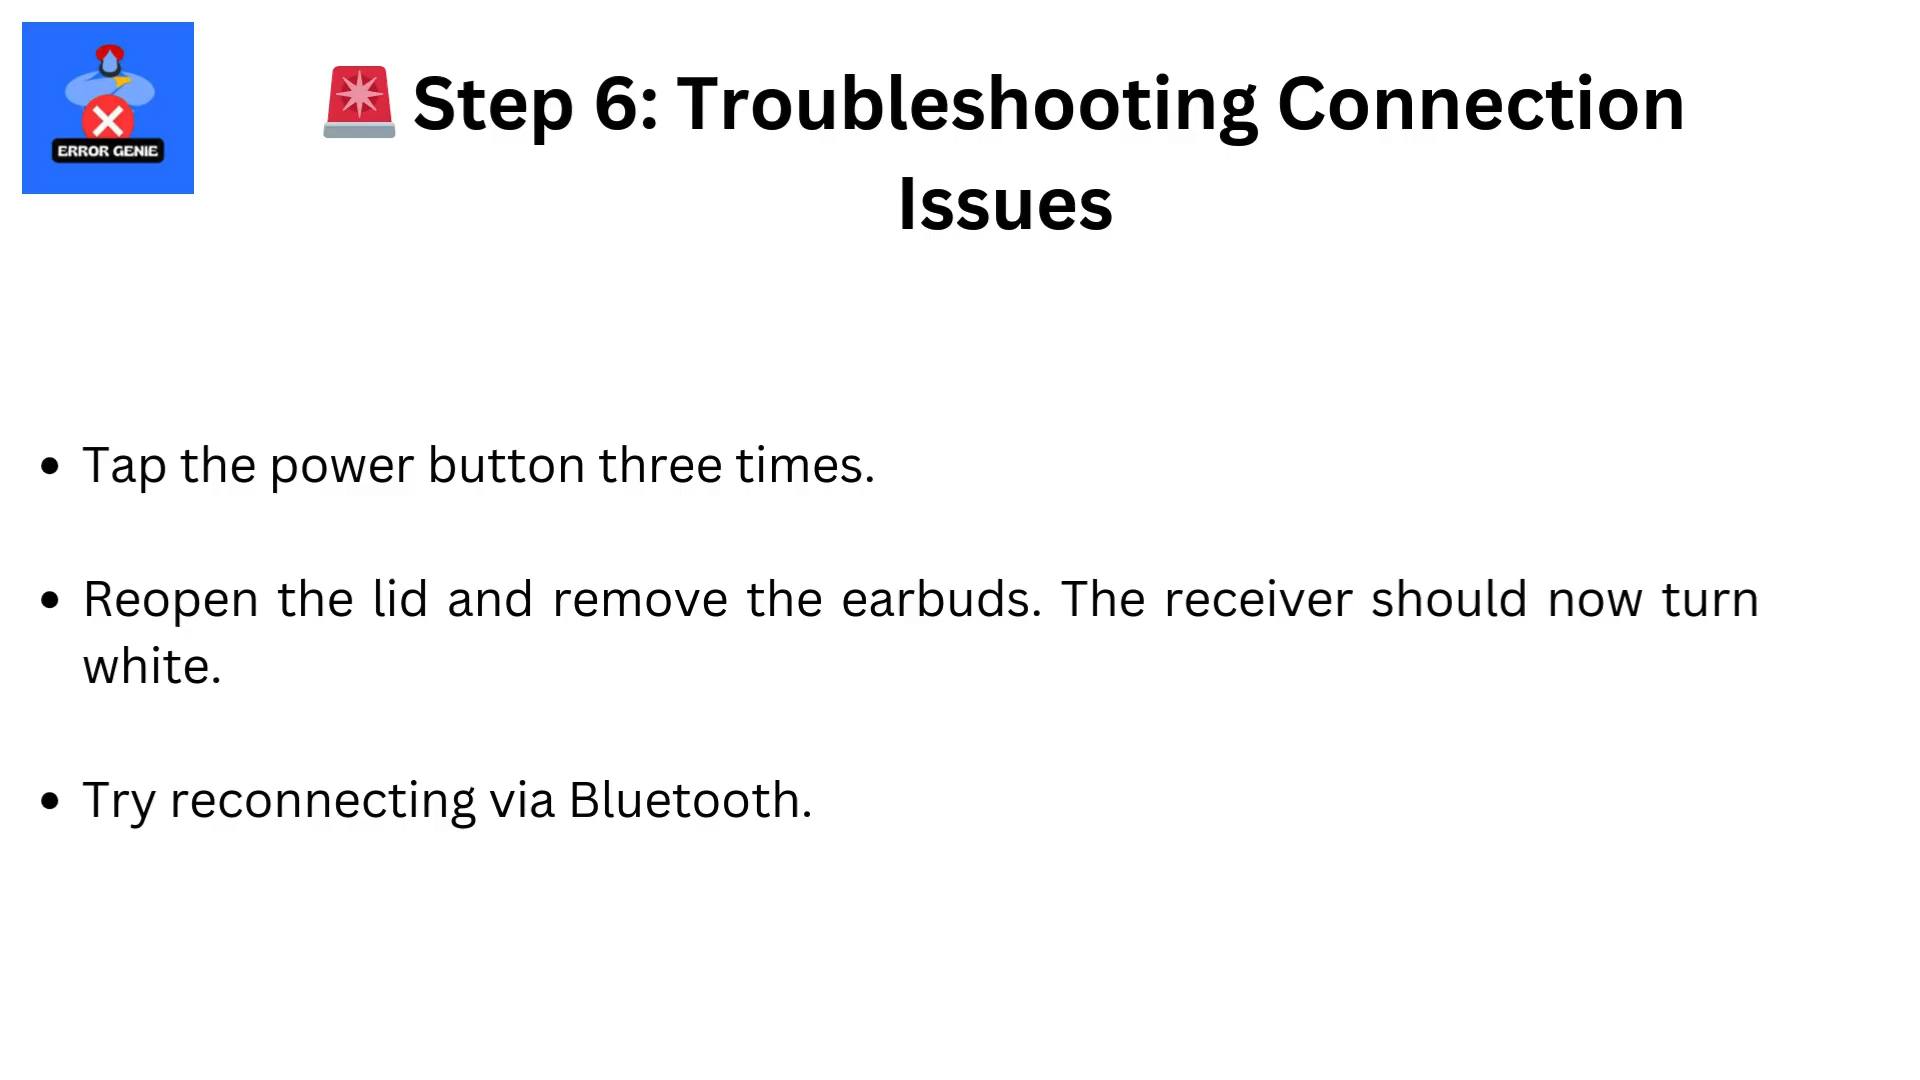 ERROR GENIE
🚨 Step 6: Troubleshooting Connection
Issues
• Tap the power button three times.
• Reopen the lid and remove the earbuds. The receiver should now turn
white.
• Try reconnecting via Bluetooth.